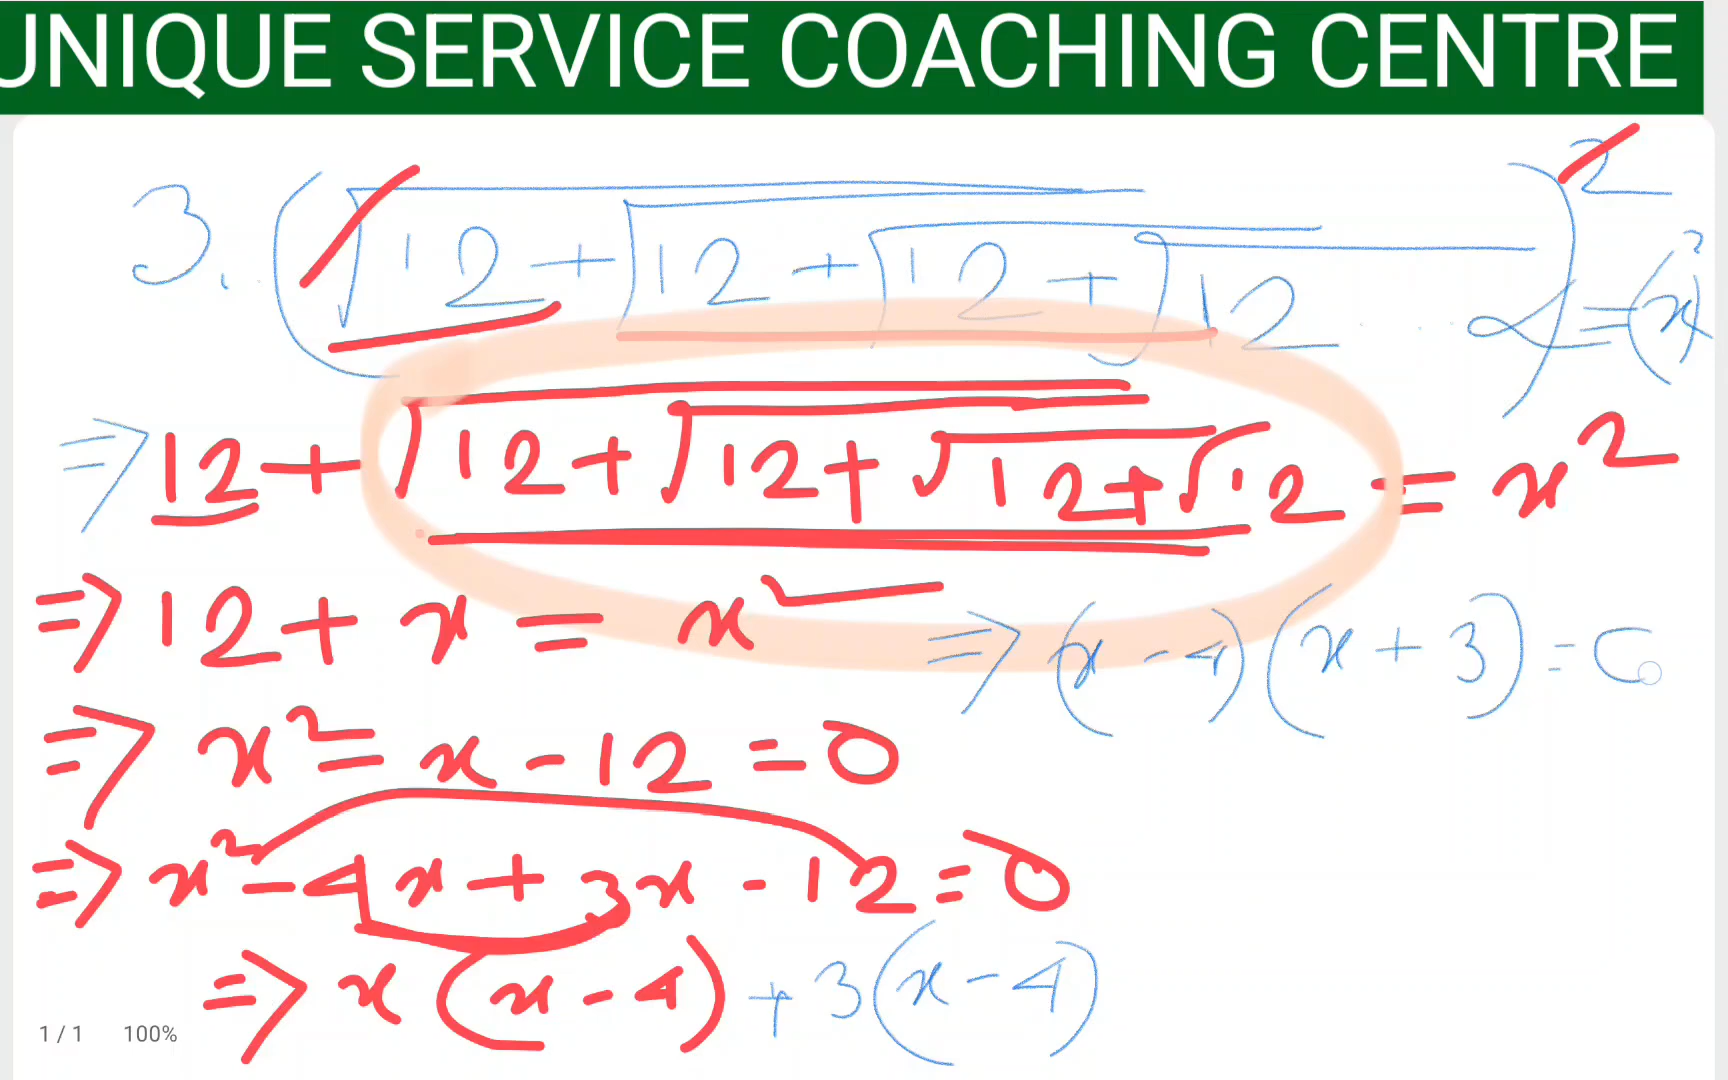 UNIQUE SERVICE COACHING CENTRE
3. (√12+√12+√12+√12 .... ∝)² = (x)²
⇒ 12+√12+√12+√12+√12 = x²
⇒ 12 + x = x²
⇒ x² - x - 12 = 0
⇒ x² - 4x + 3x - 12 = 0
⇒ x (x - 4) + 3 (x - 4)
⇒ (x - 4) (x + 3) = 0
1 / 1 100%